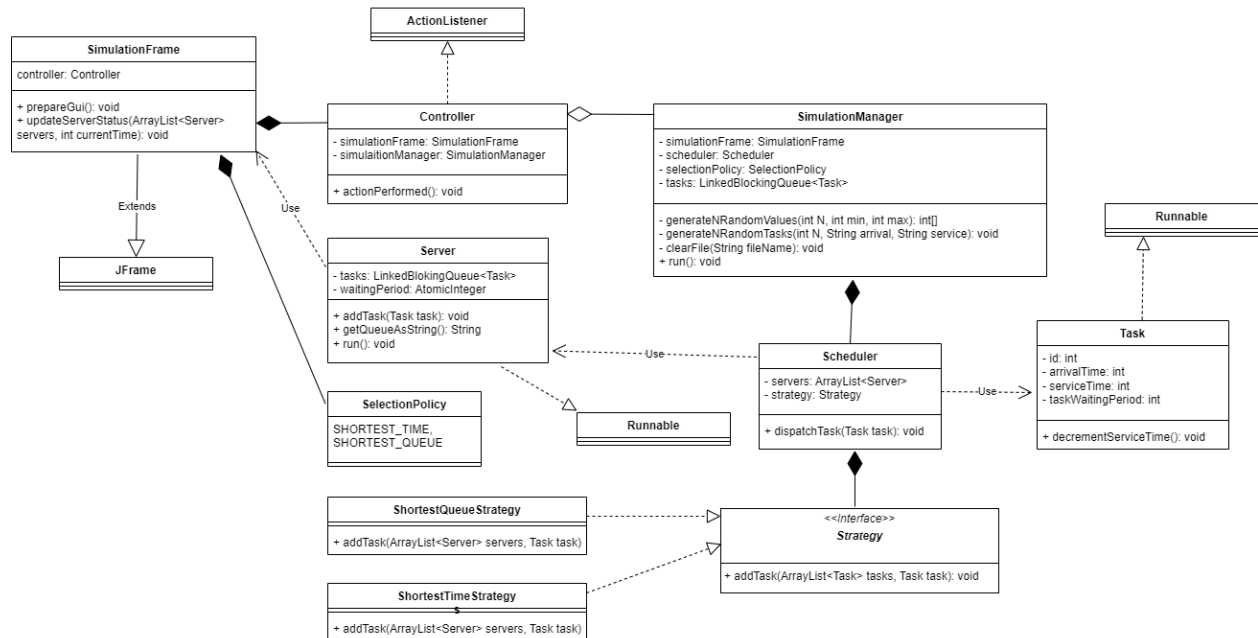 ActionListener
SimulationFrame
controller: Controller
+ prepareGui(): void
+ updateServerStatus(ArrayList<Server>
servers, int currentTime): void
Controller
- simulationFrame: SimulationFrame
- simulaitionManager: SimulationManager
+ actionPerformed(): void
SimulationManager
- simulationFrame: SimulationFrame
- scheduler: Scheduler
- selectionPolicy: SelectionPolicy
- tasks: LinkedBlockingQueue<Task>
- generateNRandomValues(int N, int min, int max): int[]
- generateNRandomTasks(int N, String arrival, String service): void
- clearFile(String fileName): void
+ run(): void
Extends
Use
Runnable
JFrame
Server
- tasks: LinkedBlokingQueue<Task>
- waitingPeriod: AtomicInteger
+ addTask(Task task): void
+ getQueueAsString(): String
+ run(): void
Use
Scheduler
- servers: ArrayList<Server>
- strategy: Strategy
+ dispatchTask(Task task): void
Use
Task
- id: int
- arrivalTime: int
- serviceTime: int
- taskWaitingPeriod: int
+ decrementServiceTime(): void
SelectionPolicy
SHORTEST_TIME,
SHORTEST_QUEUE
Runnable
ShortestQueueStrategy
+ addTask(ArrayList<Server> servers, Task task)
<<Interface>>
Strategy
+ addTask(ArrayList<Task> tasks, Task task): void
ShortestTimeStrategy
s
+ addTask(ArrayList<Server> servers, Task task)